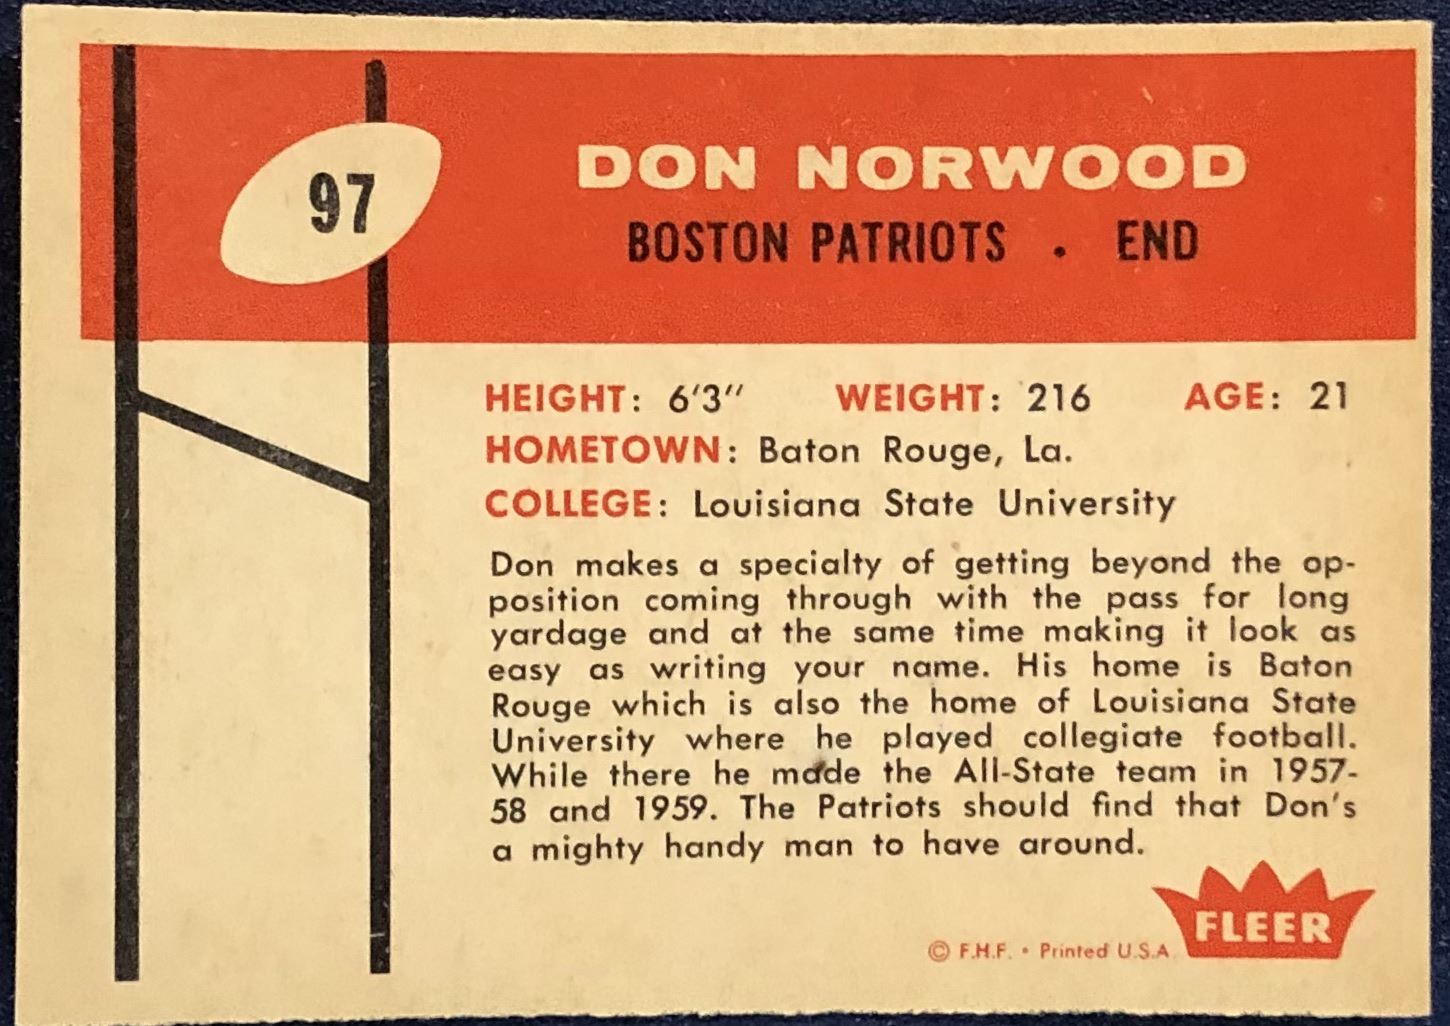 97
DON NORWOOD
BOSTON PATRIOTS . END
HEIGHT: 6'3" WEIGHT: 216 AGE: 21
HOMETOWN: Baton Rouge, La.
COLLEGE: Louisiana State University
Don makes a specialty of getting beyond the op-
position coming through with the pass for long
yardage and at the same time making it look as
easy as writing your name. His home is Baton
Rouge which is also the home of Louisiana State
University where he played collegiate football.
While there he made the All-State team in 1957-
58 and 1959. The Patriots should find that Don's
a mighty handy man to have around.
FLEER
© F.H.F. • Printed U.S.A.